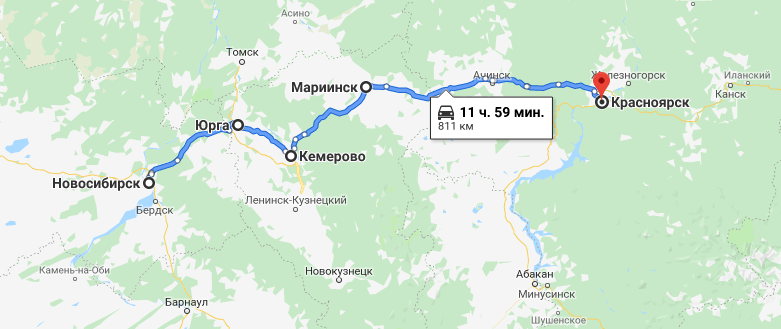 Асино
Томск
Мариинск
Ачинск
Железногорск
Иланский
Канск
11 ч. 59 мин.
811 км
Красноярск
Юрга
Кемерово
Новосибирск
Бердск
Ленинск-Кузнецкий
Камень-на-Оби
Новокузнецк
Абакан
Минусинск
Барнаул
Шушенское